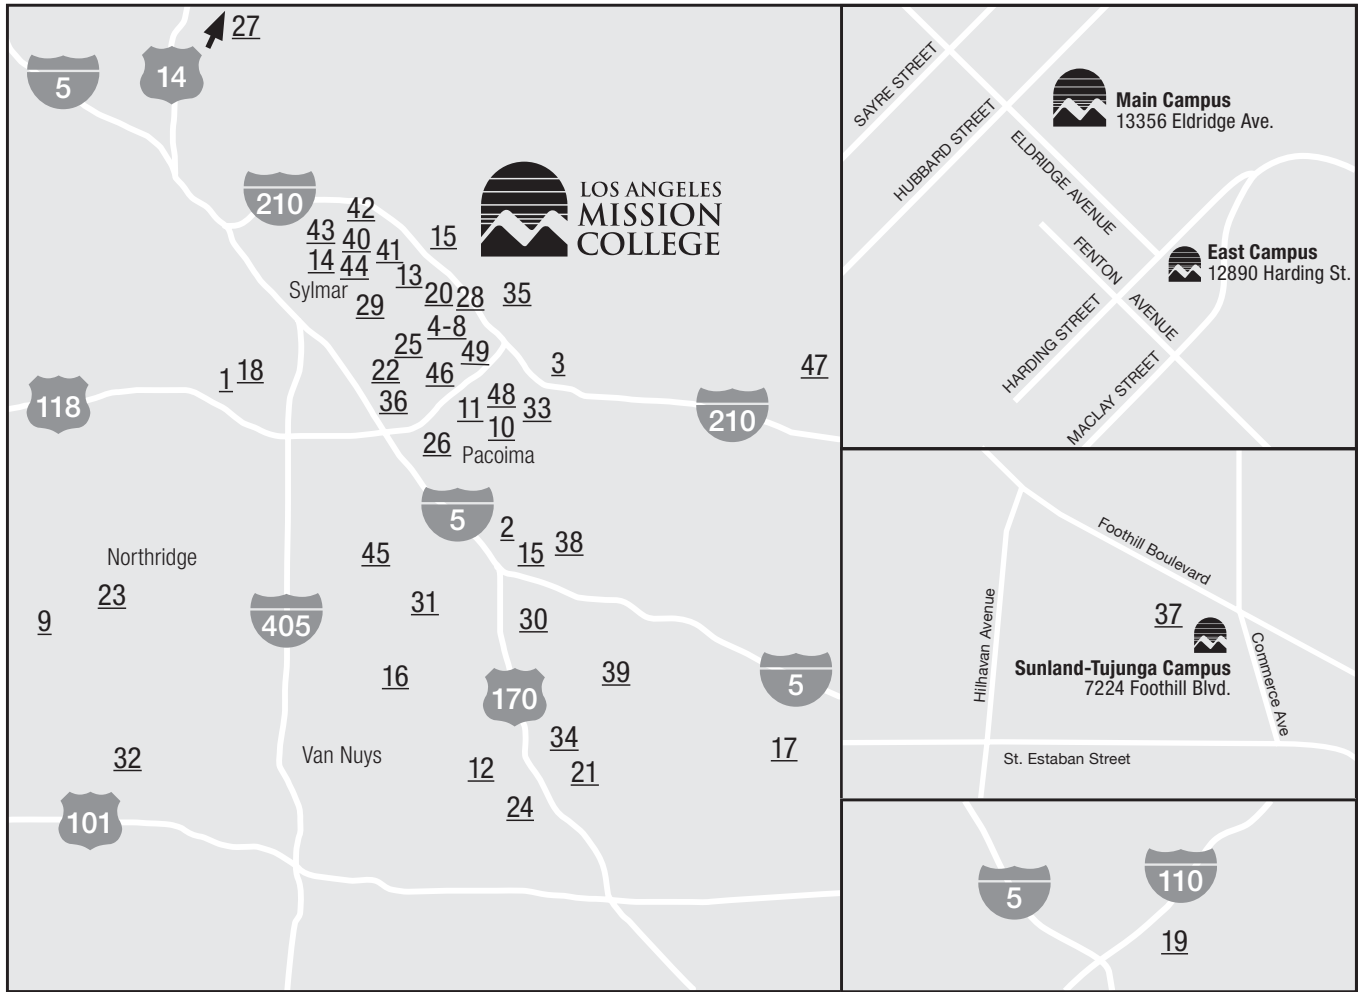 27
14
5
210
42
43
40
41
15
14
44
13
Sylmar
29
20
28
35
4-8
25
49
22
46
3
47
1
18
118
36
11
48
33
10
26
Pacoima
210
LOS ANGELES
MISSION
COLLEGE
5
2
15
38
45
Northridge
23
9
31
405
30
16
39
170
5
34
17
Van Nuys
32
12
21
24
101
SAYRE STREET
HUBBARD STREET
Main Campus
13356 Eldridge Ave.
ELDRIDGE AVENUE
FENTON
AVENUE
East Campus
12890 Harding St.
HARDING STREET
MACLAY STREET
Foothill Boulevard
Hilhavan Avenue
37
Sunland-Tujunga Campus
7224 Foothill Blvd.
Commerce Ave
St. Estaban Street
5
110
19